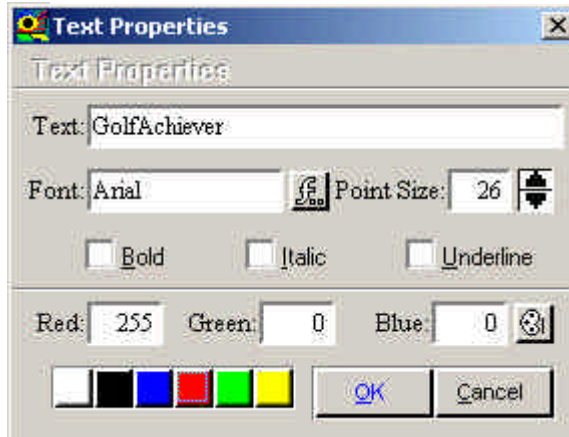 Text Properties
Text Properties
Text: GolfAchiever
Font: Arial Point Size: 26
Bold Italic Underline
Red: 255 Green: 0 Blue: 0
OK Cancel